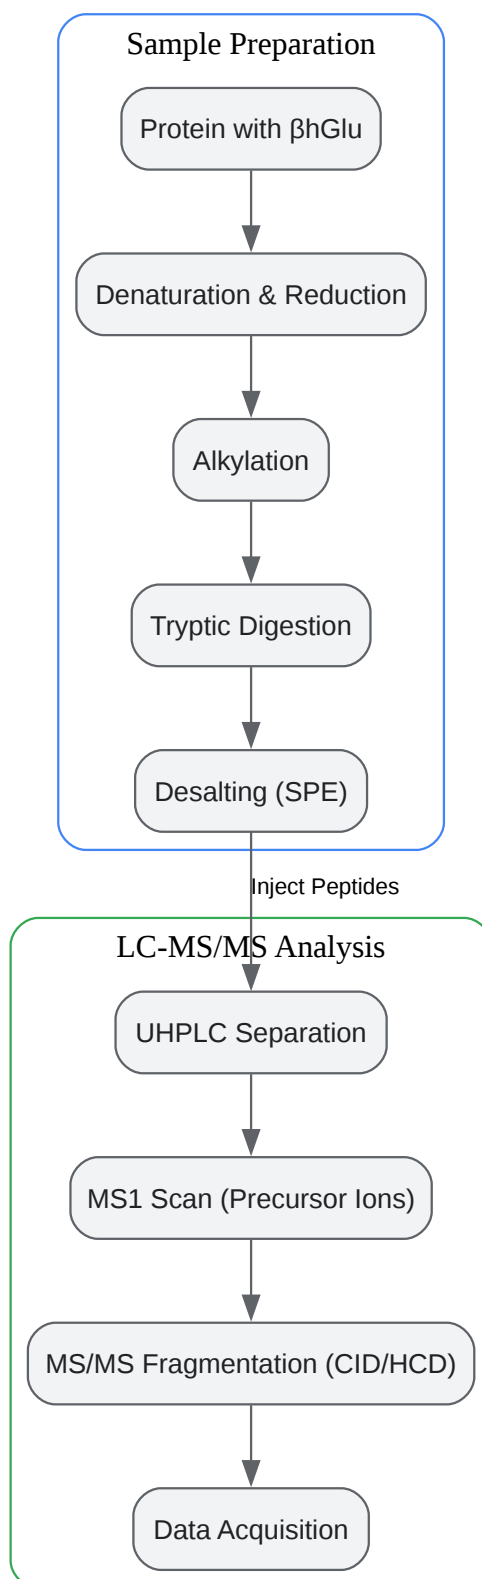 Sample Preparation
Protein with βhGlu
Denaturation & Reduction
Alkylation
Tryptic Digestion
Desalting (SPE)
Inject Peptides
LC-MS/MS Analysis
UHPLC Separation
MS1 Scan (Precursor Ions)
MS/MS Fragmentation (CID/HCD)
Data Acquisition